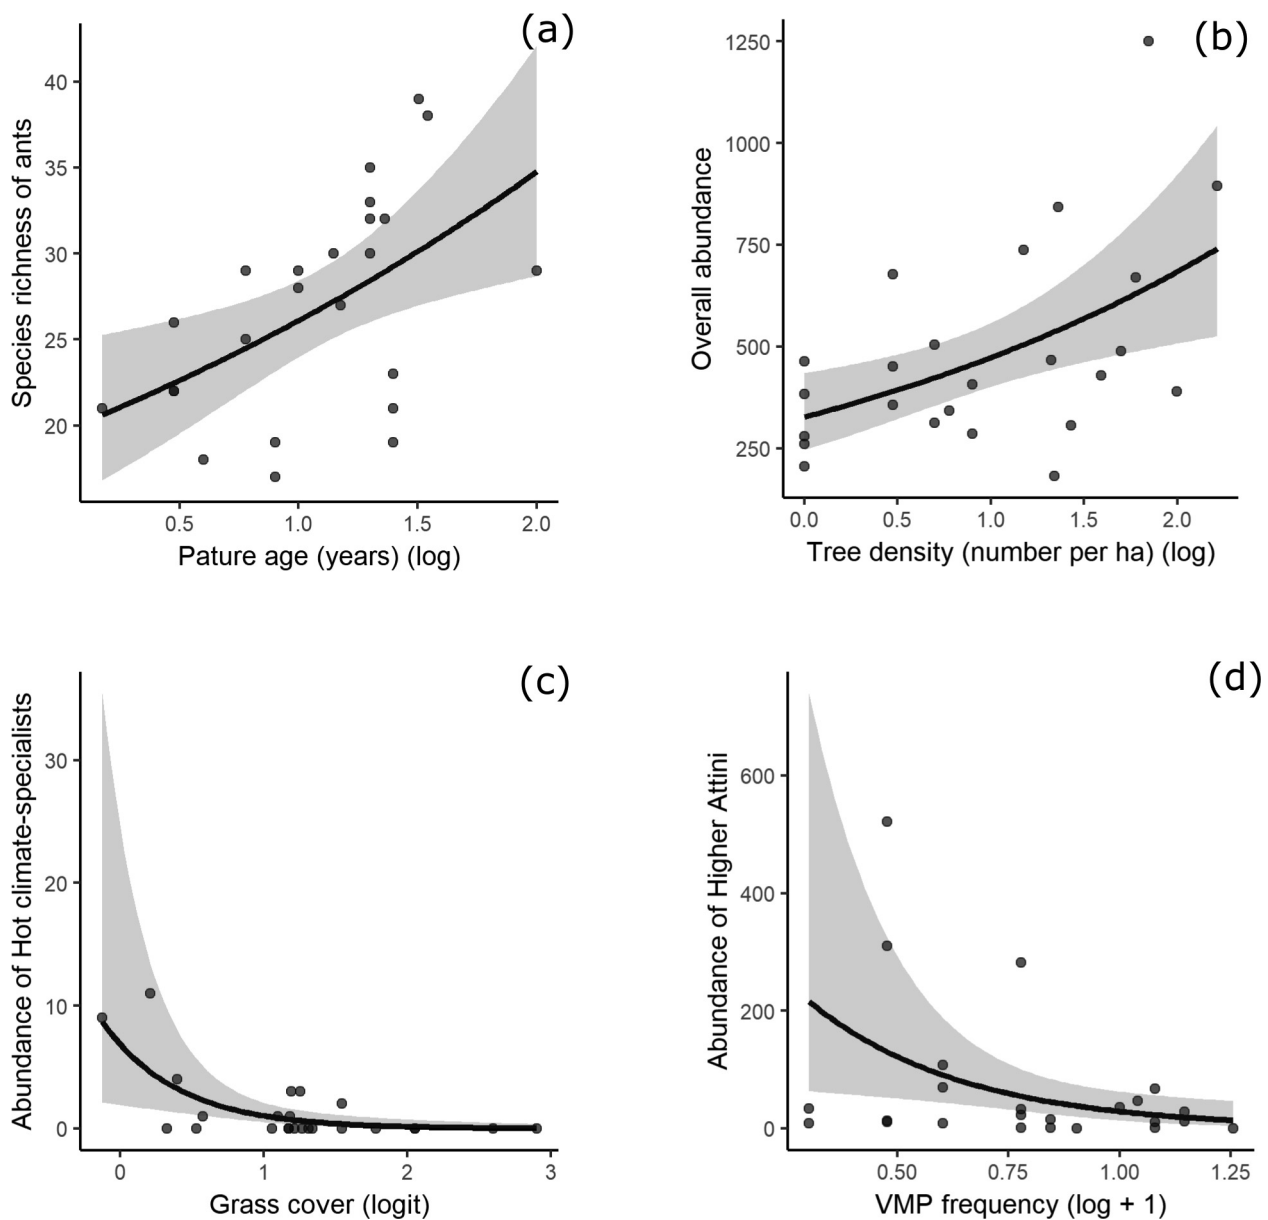 (a)
Species richness of ants
40
35
30
25
20
0.5 1.0 1.5 2.0
Pature age (years) (log)
(b)
Overall abundance
1250
1000
750
500
250
0.0 0.5 1.0 1.5 2.0
Tree density (number per ha) (log)
(c)
Abundance of Hot climate-specialists
30
20
10
0
0 1 2 3
Grass cover (logit)
(d)
Abundance of Higher Attini
600
400
200
0
0.50 0.75 1.00 1.25
VMP frequency (log + 1)